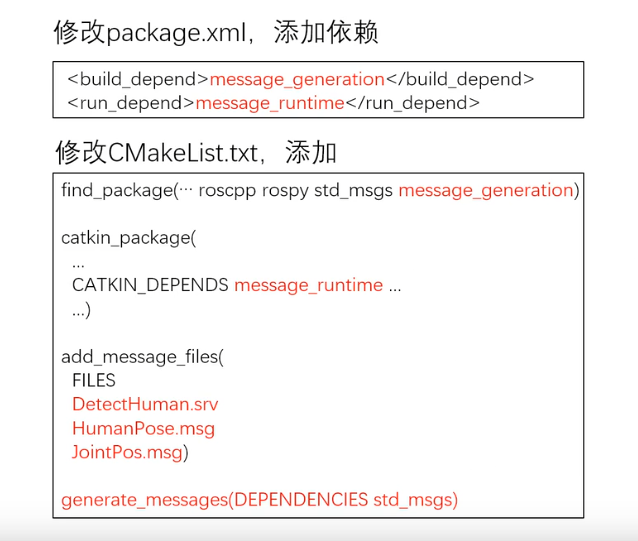 修改package.xml，添加依赖
<build_depend>message_generation</build_depend>
<run_depend>message_runtime</run_depend>
修改CMakeList.txt，添加
find_package(… roscpp rospy std_msgs message_generation)
catkin_package(
...
CATKIN_DEPENDS message_runtime ...
...)
add_message_files(
FILES
DetectHuman.srv
HumanPose.msg
JointPos.msg)
generate_messages(DEPENDENCIES std_msgs)